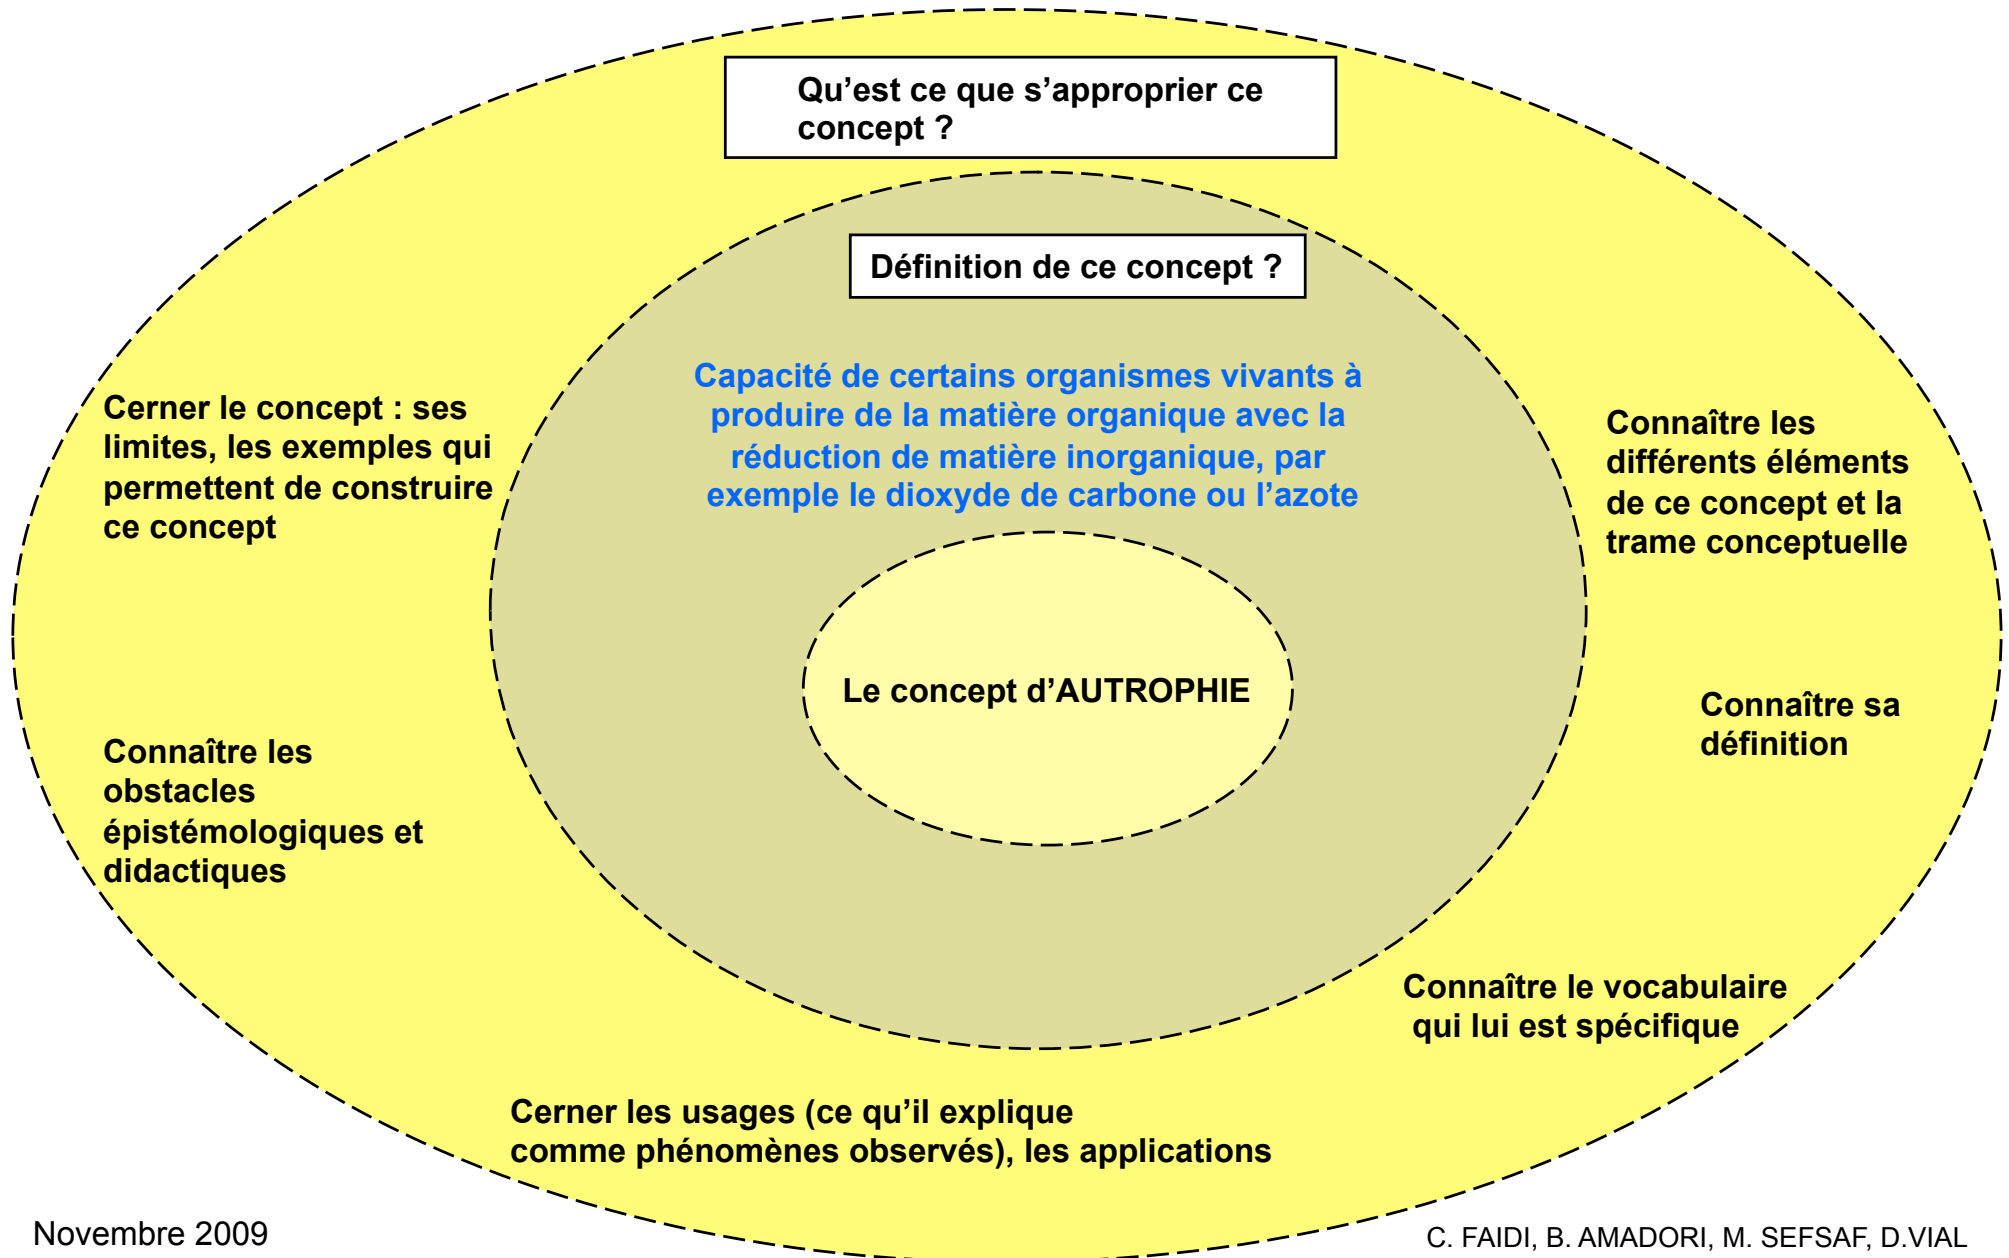 Qu’est ce que s’approprier ce
concept ?
Définition de ce concept ?
Capacité de certains organismes vivants à
produire de la matière organique avec la
réduction de matière inorganique, par
exemple le dioxyde de carbone ou l’azote
Le concept d’AUTROPHIE
Cerner le concept : ses
limites, les exemples qui
permettent de construire
ce concept
Connaître les
différents éléments
de ce concept et la
trame conceptuelle
Connaître les
obstacles
épistémologiques et
didactiques
Connaître sa
définition
Connaître le vocabulaire
qui lui est spécifique
Cerner les usages (ce qu’il explique
comme phénomènes observés), les applications
Novembre 2009
C. FAIDI, B. AMADORI, M. SEFSAF, D.VIAL